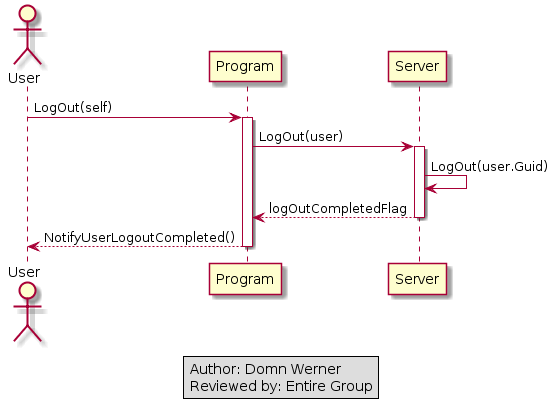 User
Program
Server
LogOut(self)
LogOut(user)
LogOut(user.Guid)
logOutCompletedFlag
NotifyUserLogoutCompleted()
User
Program
Server
Author: Domn Werner
Reviewed by: Entire Group